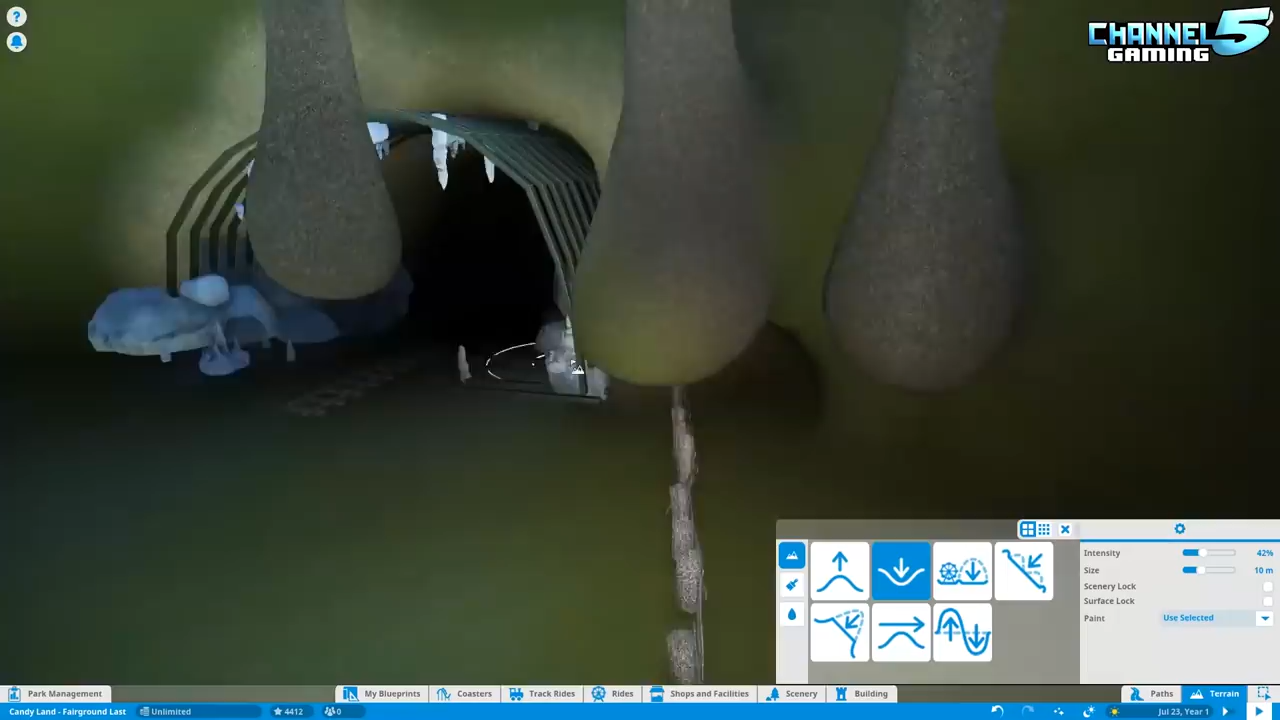 ?
CHANNEL 5
GAMING
Intensity 42%
Size 10 m
Scenery Lock
Surface Lock
Paint Use Selected
Park Management My Blueprints Coasters Track Rides Rides Shops and Facilities Scenery Building Paths Terrain
Candy Land - Fairground Last Unlimited 4412 0 Jul 23, Year 1